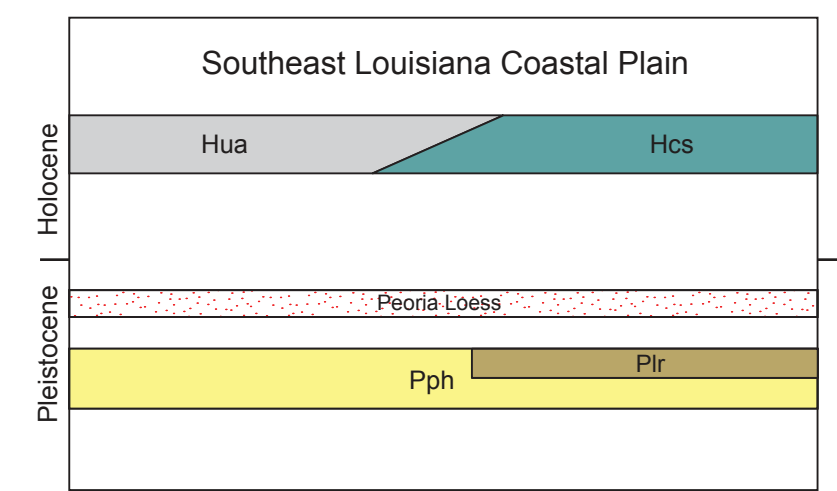 Southeast Louisiana Coastal Plain
Holocene
Hua
Hcs
Pleistocene
Peoria Loess
Plr
Pph